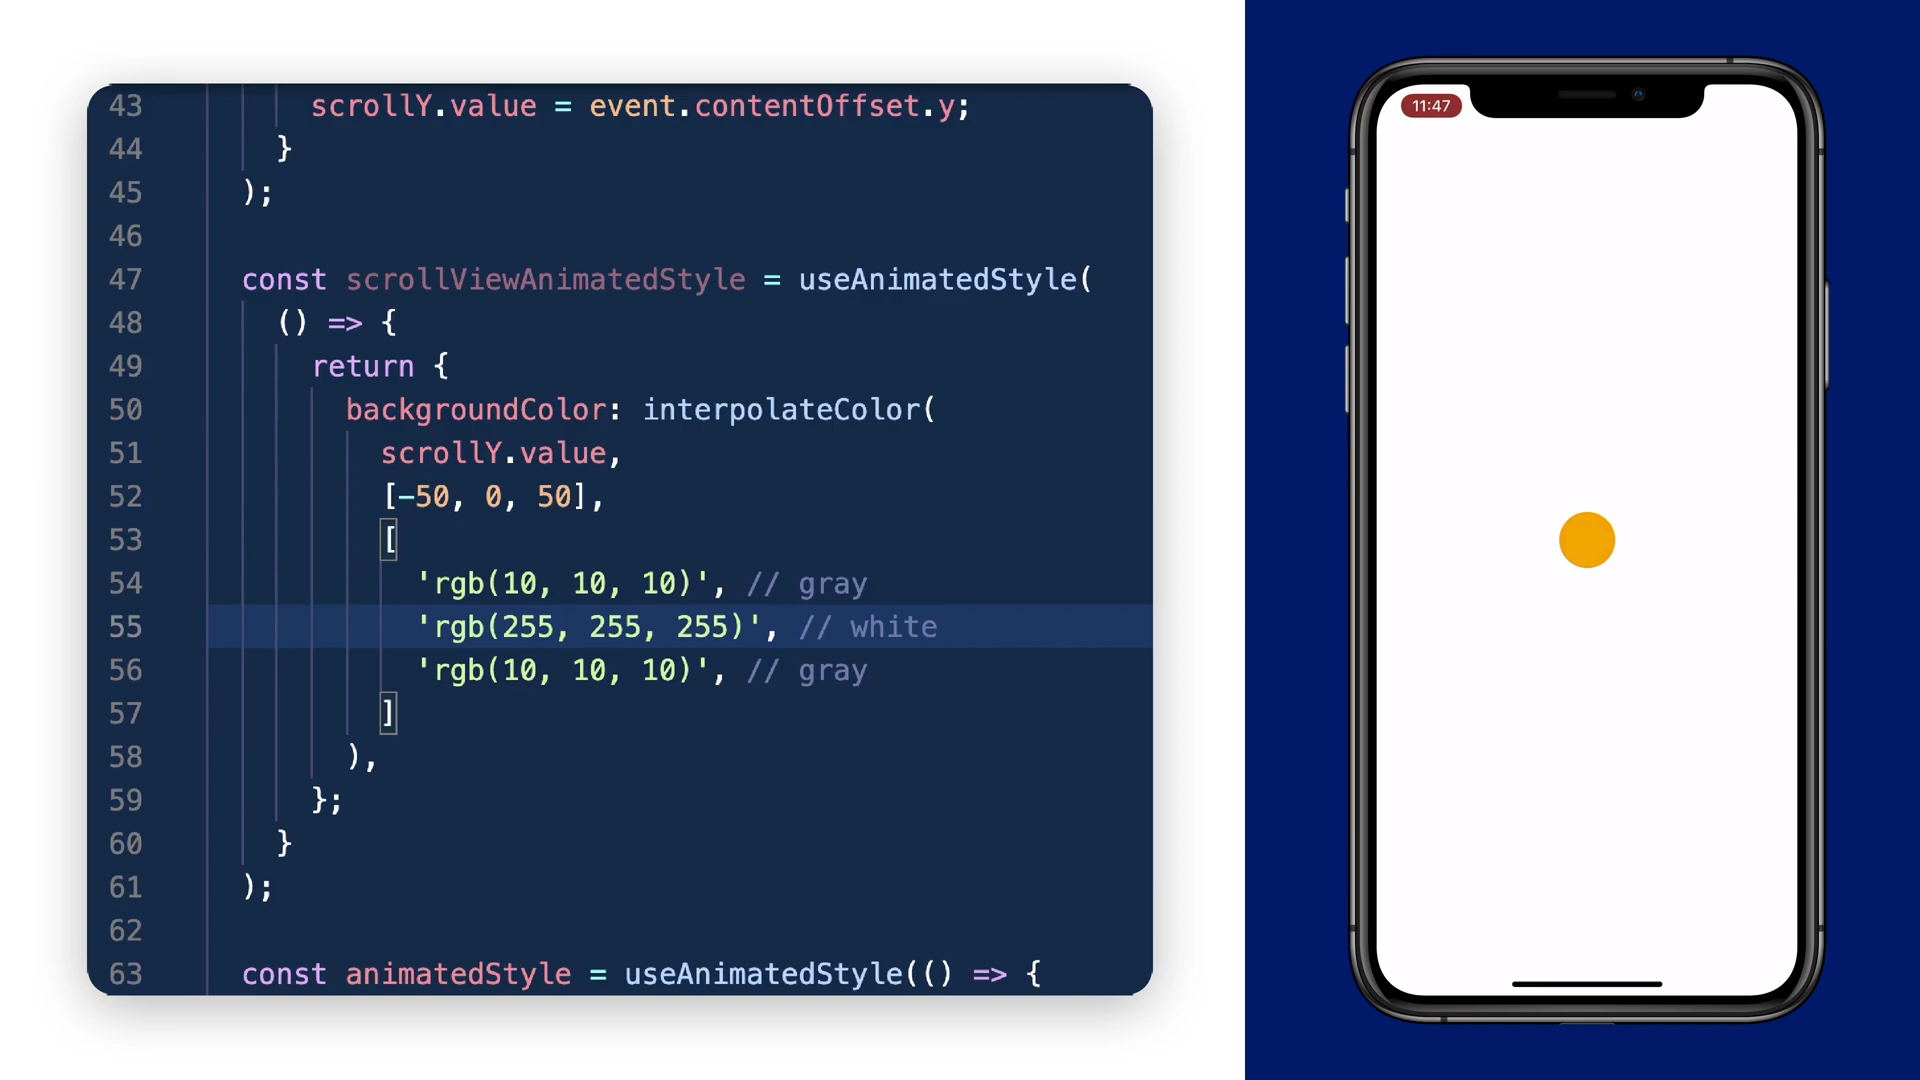 43 scrollY.value = event.contentOffset.y;
44 }
45 );
46
47 const scrollViewAnimatedStyle = useAnimatedStyle(
48 () => {
49 return {
50 backgroundColor: interpolateColor(
51 scrollY.value,
52 [-50, 0, 50],
53 [
54 'rgb(10, 10, 10)', // gray
55 'rgb(255, 255, 255)', // white
56 'rgb(10, 10, 10)', // gray
57 ]
58 ),
59 };
60 }
61 );
62
63 const animatedStyle = useAnimatedStyle(() => {
11:47